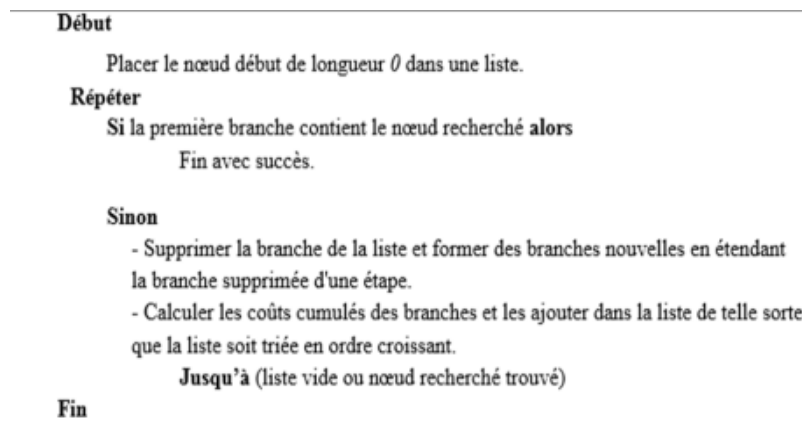 Début
Placer le nœud début de longueur 0 dans une liste.
Répéter
Si la première branche contient le nœud recherché alors
Fin avec succès.
Sinon
- Supprimer la branche de la liste et former des branches nouvelles en étendant
la branche supprimée d'une étape.
- Calculer les coûts cumulés des branches et les ajouter dans la liste de telle sorte
que la liste soit triée en ordre croissant.
Jusqu’à (liste vide ou nœud recherché trouvé)
Fin